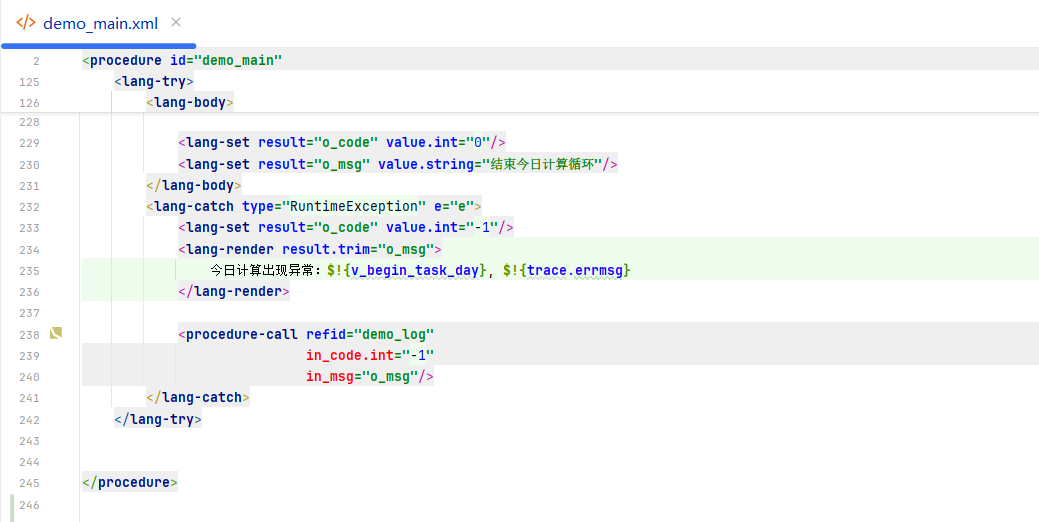 </> demo_main.xml ×
2 <procedure id="demo_main"
125 <lang-try>
126 <lang-body>
228
229 <lang-set result="o_code" value.int="0"/>
230 <lang-set result="o_msg" value.string="结束今日计算循环"/>
231 </lang-body>
232 <lang-catch type="RuntimeException" e="e">
233 <lang-set result="o_code" value.int="-1"/>
234 <lang-render result.trim="o_msg">
235 今日计算出现异常：$!{v_begin_task_day}, $!{trace.errmsg}
236 </lang-render>
237
238 <procedure-call refid="demo_log"
239 in_code.int="-1"
240 in_msg="o_msg"/>
241 </lang-catch>
242 </lang-try>
243
244
245 </procedure>
246